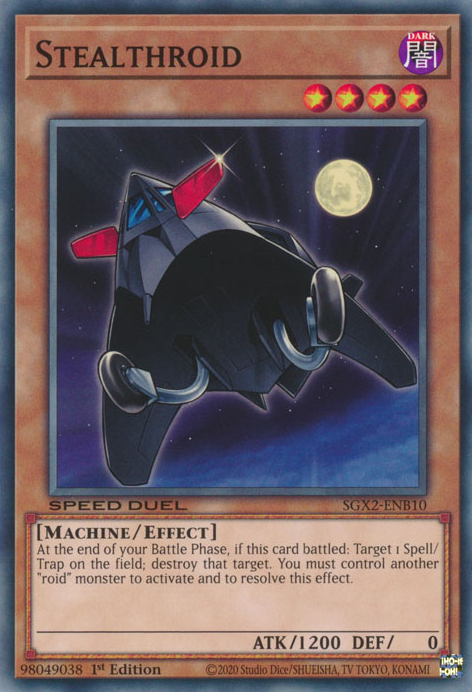 STEALTHROID
DARK
闇
SPEED DUEL
SGX2-ENB10
[MACHINE/EFFECT]
At the end of your Battle Phase, if this card battled: Target 1 Spell/
Trap on the field; destroy that target. You must control another
"roid" monster to activate and to resolve this effect.
ATK/1200 DEF/ 0
98049038 1st Edition ©2020 Studio Dice/SHUEISHA, TV TOKYO, KONAMI